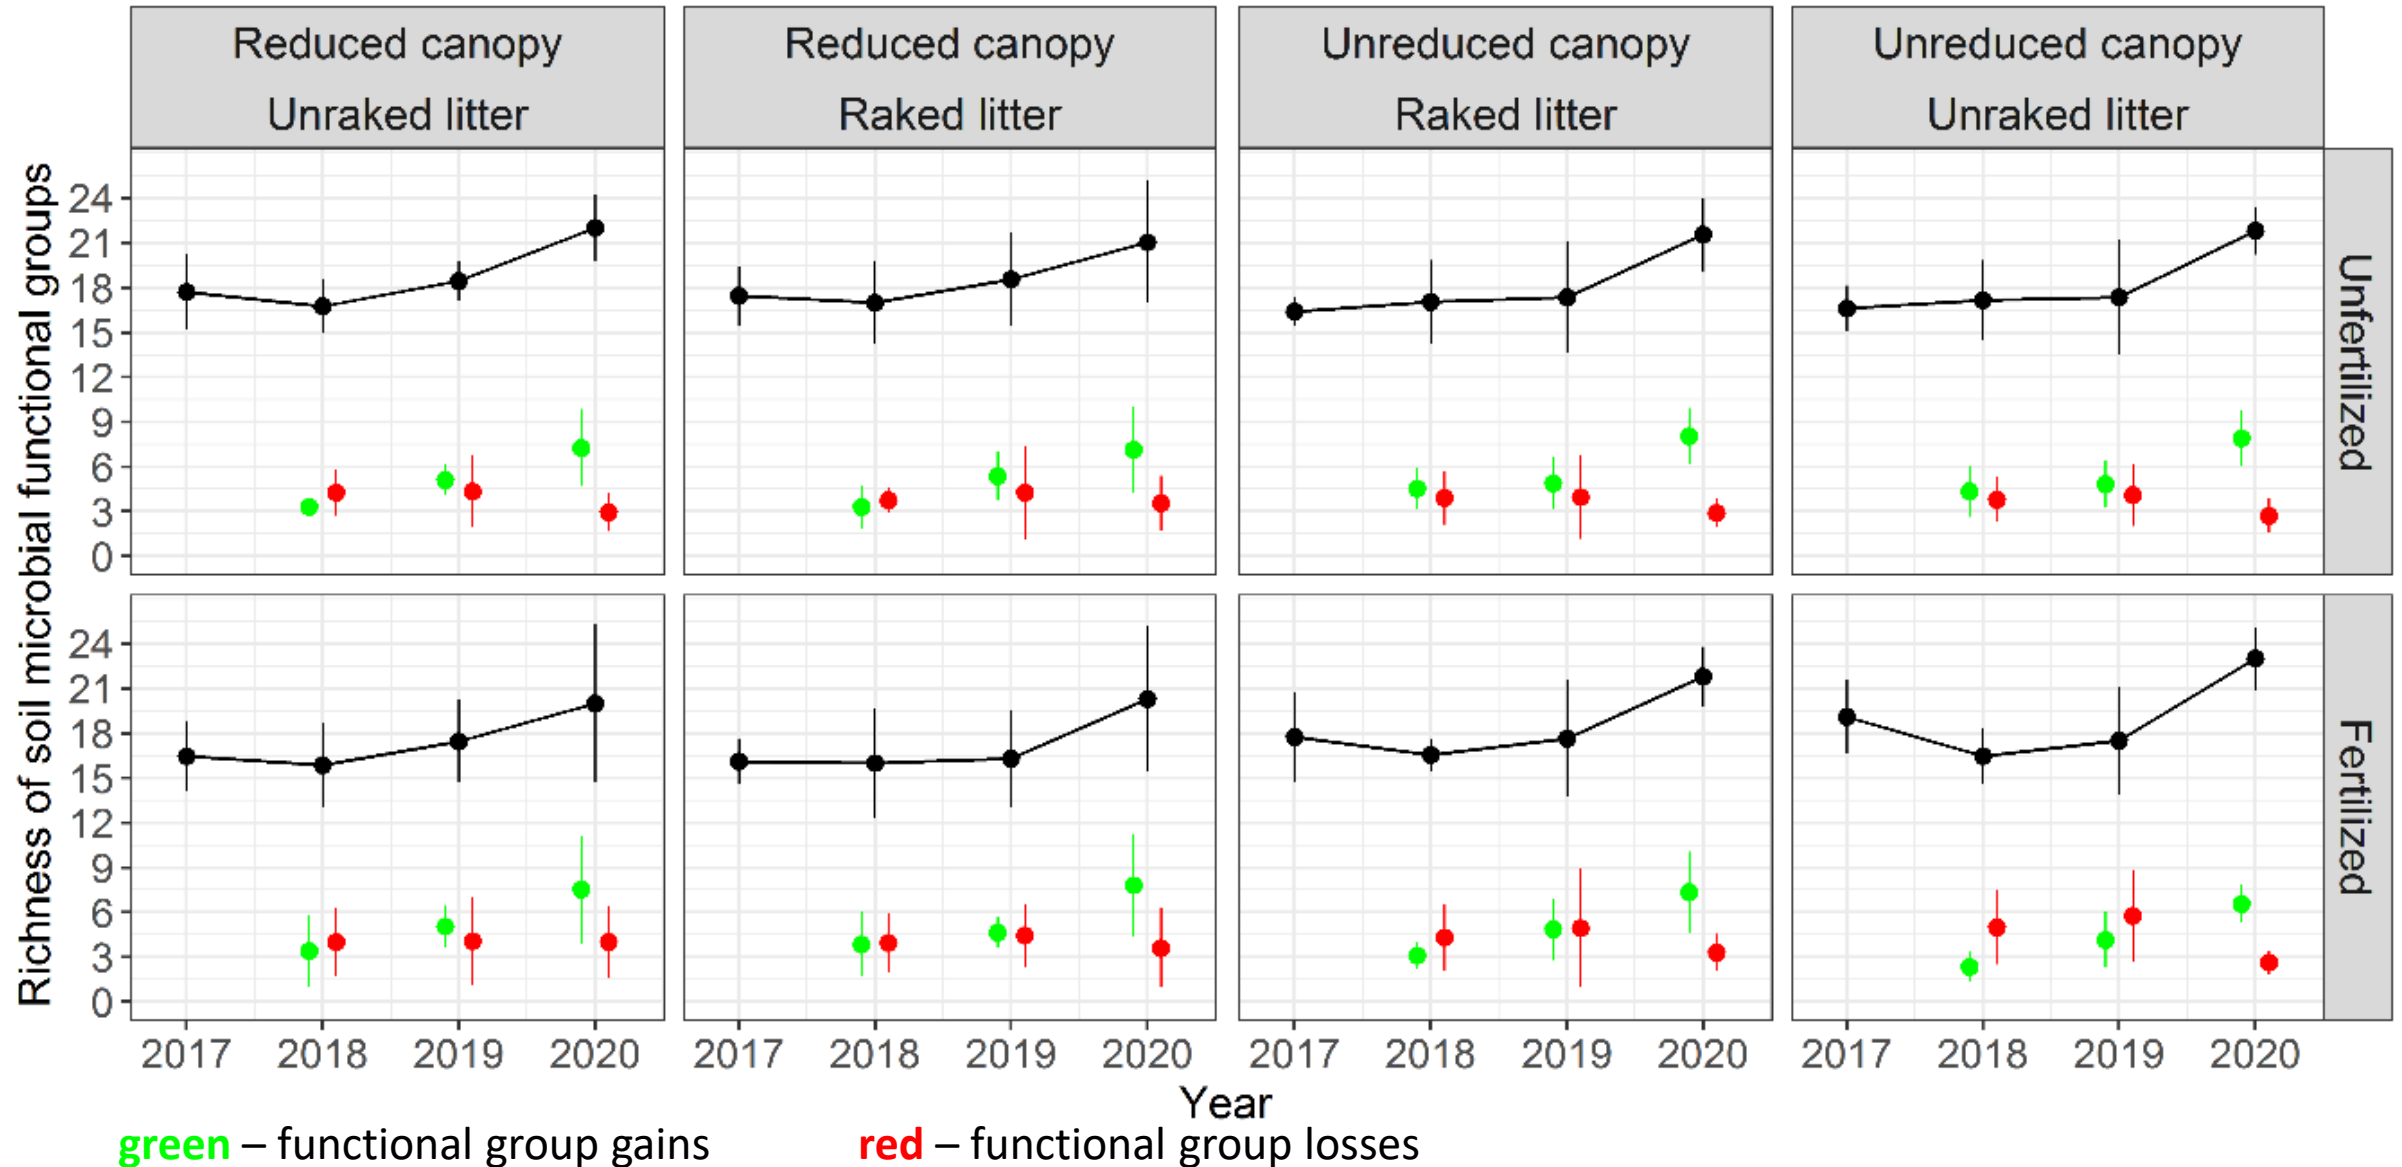 Reduced canopy
Unraked litter
Reduced canopy
Raked litter
Unreduced canopy
Raked litter
Unreduced canopy
Unraked litter
Richness of soil microbial functional groups
24
21
18
15
12
9
6
3
0
Unfertilized
24
21
18
15
12
9
6
3
0
Fertilized
2017 2018 2019 2020 2017 2018 2019 2020 2017 2018 2019 2020 2017 2018 2019 2020
Year
green – functional group gains red – functional group losses